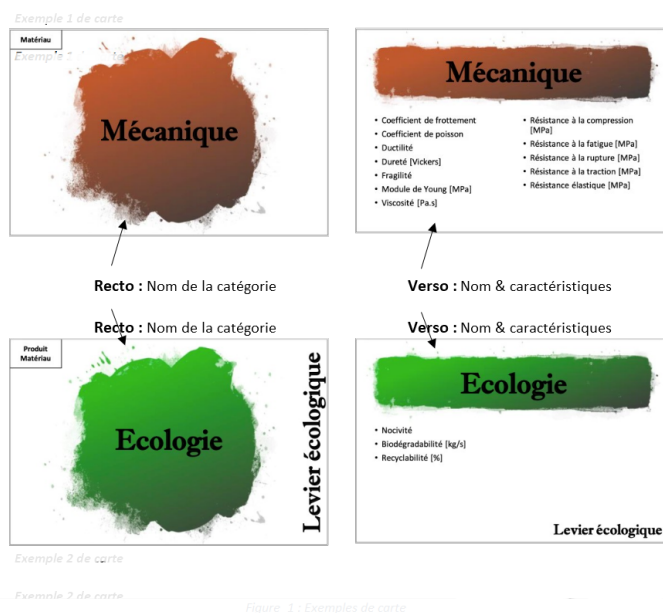 Exemple 1 de carte
Matériau
Mécanique
Mécanique
• Coefficient de frottement
• Coefficient de poisson
• Ductilité
• Dureté [Vickers]
• Fragilité
• Module de Young [MPa]
• Viscosité [Pa.s]
• Résistance à la compression
[MPa]
• Résistance à la fatigue [MPa]
• Résistance à la rupture [MPa]
• Résistance à la traction [MPa]
• Résistance élastique [MPa]
Recto : Nom de la catégorie
Verso : Nom & caractéristiques
Recto : Nom de la catégorie
Verso : Nom & caractéristiques
Produit
Matériau
Ecologie
Levier écologique
Ecologie
• Nocivité
• Biodégradabilité [kg/s]
• Recyclabilité [%]
Levier écologique
Exemple 2 de carte
Exemple 2 de carte
Figure 1 : Exemples de carte